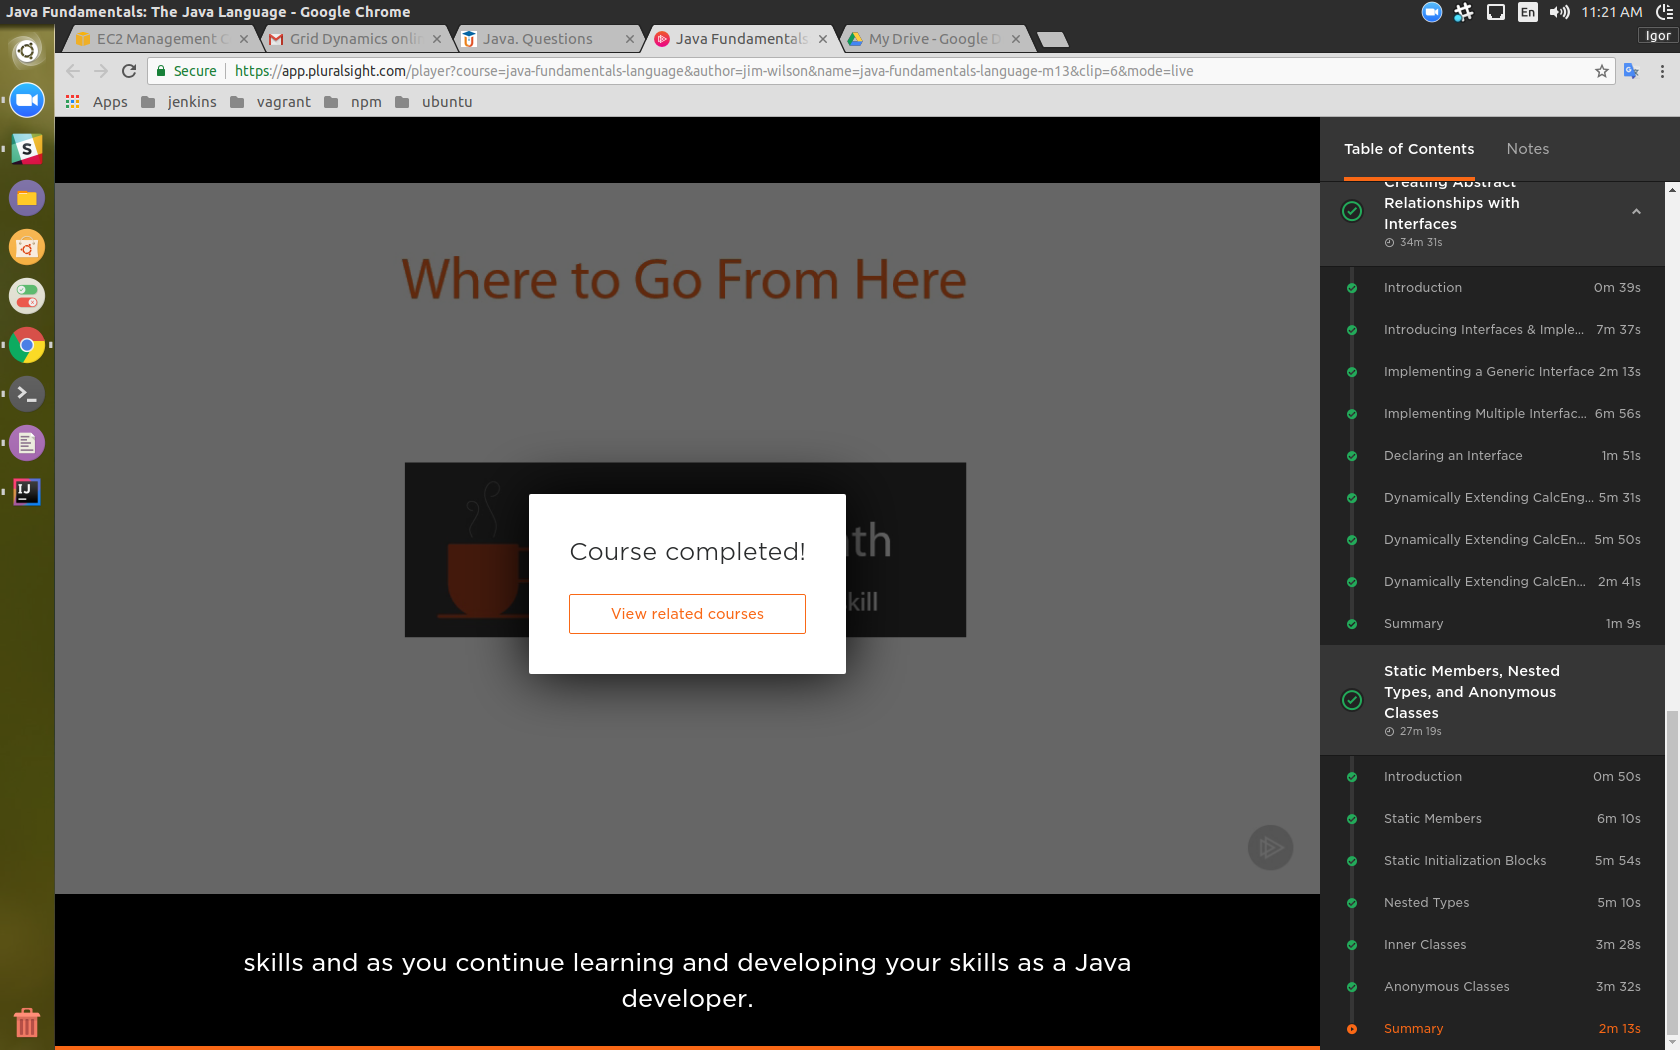 Java Fundamentals: The Java Language - Google Chrome
En
11:21 AM
EC2 Management C
Grid Dynamics onli
Java. Questions
Java Fundamentals
My Drive - Google D
Igor
Secure
https://app.pluralsight.com/player?course=java-fundamentals-language&author=jim-wilson&name=java-fundamentals-language-m13&clip=6&mode=live
Apps
jenkins
vagrant
npm
ubuntu
Table of Contents
Notes
Creating Abstract
Relationships with
Interfaces
34m 31s
Introduction 0m 39s
Introducing Interfaces & Imple... 7m 37s
Implementing a Generic Interface 2m 13s
Implementing Multiple Interfac... 6m 56s
Declaring an Interface 1m 51s
Dynamically Extending CalcEng... 5m 31s
Dynamically Extending CalcEn... 5m 50s
Dynamically Extending CalcEn... 2m 41s
Summary 1m 9s
Static Members, Nested
Types, and Anonymous
Classes
27m 19s
Introduction 0m 50s
Static Members 6m 10s
Static Initialization Blocks 5m 54s
Nested Types 5m 10s
Inner Classes 3m 28s
Anonymous Classes 3m 32s
Summary 2m 13s
Where to Go From Here
th
kill
Course completed!
View related courses
skills and as you continue learning and developing your skills as a Java
developer.
S
IJ